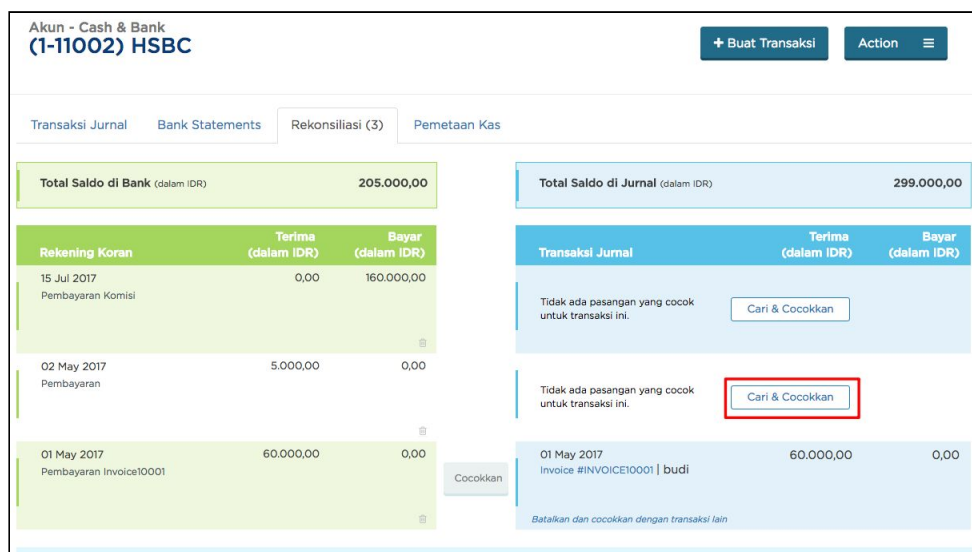 Akun - Cash & Bank
(1-11002) HSBC
+ Buat Transaksi
Action
Transaksi Jurnal
Bank Statements
Rekonsiliasi (3)
Pemetaan Kas
Total Saldo di Bank (dalam IDR) 205.000,00
Total Saldo di Jurnal (dalam IDR) 299.000,00
Rekening Koran
Terima
(dalam IDR)
Bayar
(dalam IDR)
Transaksi Jurnal
Terima
(dalam IDR)
Bayar
(dalam IDR)
15 Jul 2017 0,00 160.000,00
Pembayaran Komisi
Tidak ada pasangan yang cocok
untuk transaksi ini.
Cari & Cocokkan
02 May 2017 5.000,00 0,00
Pembayaran
Tidak ada pasangan yang cocok
untuk transaksi ini.
Cari & Cocokkan
01 May 2017 60.000,00 0,00
Pembayaran Invoice10001
Cocokkan
01 May 2017 60.000,00 0,00
Invoice #INVOICE10001 | budi
Batalkan dan cocokkan dengan transaksi lain